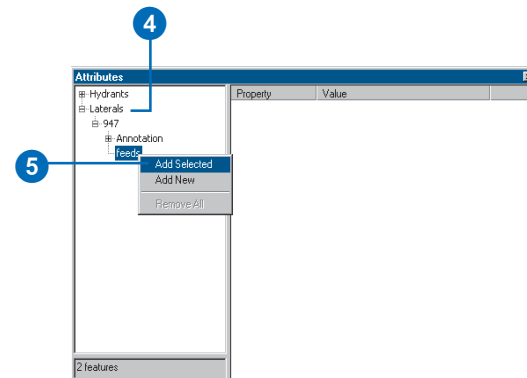 4
Attributes
Hydrants
Property Value
Laterals
947
Annotation
feeds
5
Add Selected
Add New
Remove All
2 features